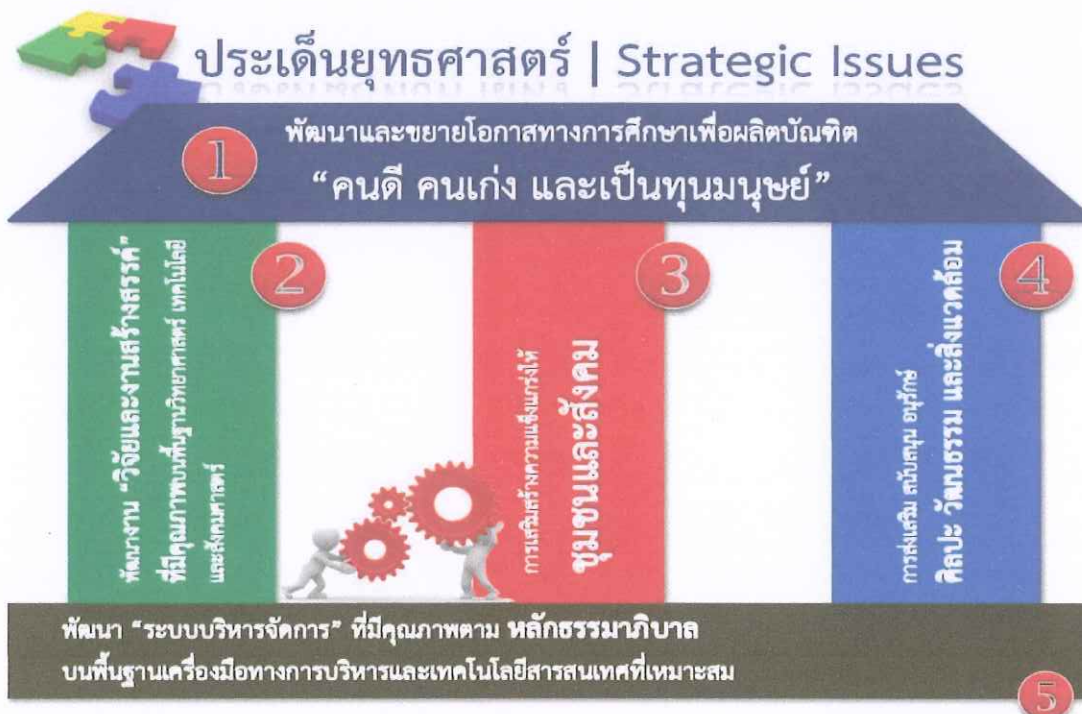 ประเด็นยุทธศาสตร์ | Strategic Issues
1
พัฒนาและขยายโอกาสทางการศึกษาเพื่อผลิตบัณฑิต
“คนดี คนเก่ง และเป็นทุนมนุษย์”
2
พัฒนางาน “วิจัยและงานสร้างสรรค์”
ที่มีคุณภาพบนพื้นฐานวิทยาศาสตร์ เทคโนโลยี
และสังคมศาสตร์
3
การเสริมสร้างความแข็งแกร่งให้
ชุมชนและสังคม
4
การส่งเสริม สนับสนุน อนุรักษ์
ศิลปะ วัฒนธรรม และสิ่งแวดล้อม
พัฒนา “ระบบบริหารจัดการ” ที่มีคุณภาพตาม หลักธรรมาภิบาล
บนพื้นฐานเครื่องมือทางการบริหารและเทคโนโลยีสารสนเทศที่เหมาะสม
5